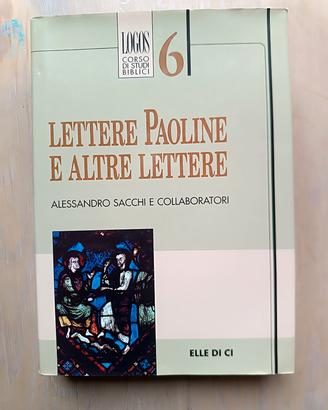 LOGOS
CORSO
DI STUDI
BIBLICI
6
LETTERE PAOLINE
E ALTRE LETTERE
ALESSANDRO SACCHI E COLLABORATORI
ELLE DI CI